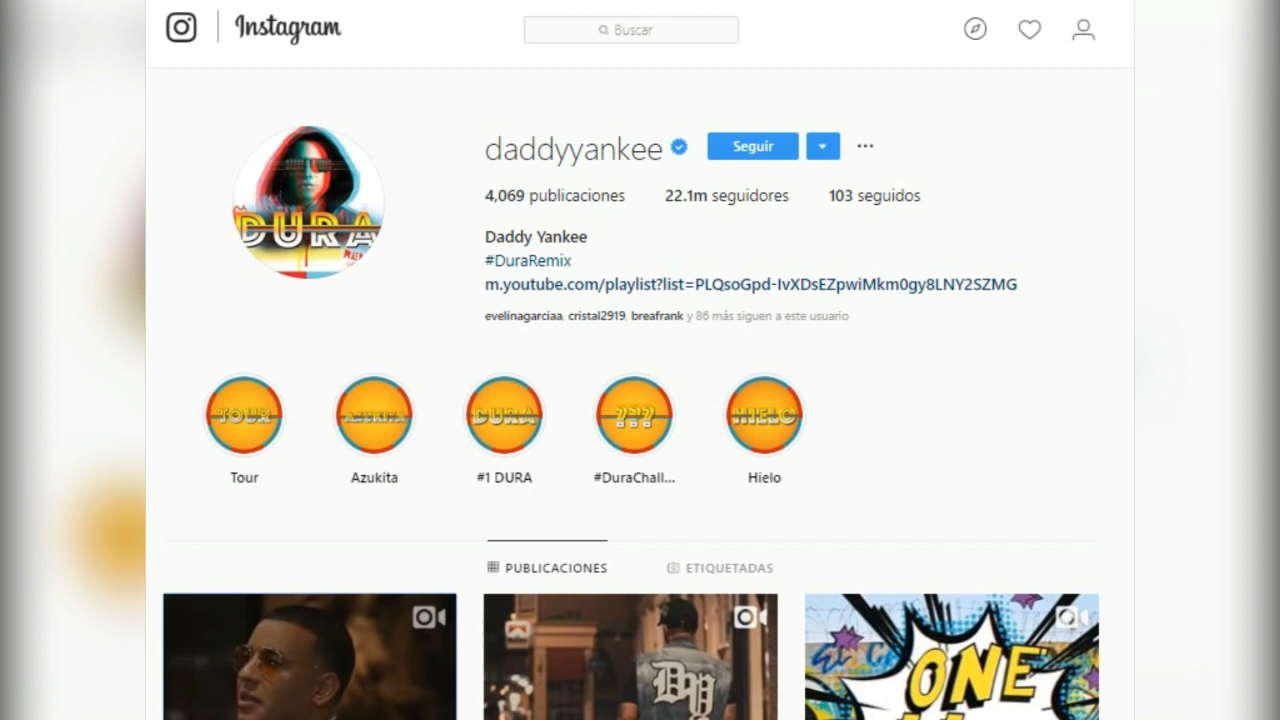 Instagram
Buscar
daddyyankee Seguir
4,069 publicaciones 22.1m seguidores 103 seguidos
Daddy Yankee
#DuraRemix
m.youtube.com/playlist?list=PLQsoGpd-IvXDsEZpwiMkm0gy8LNY2SZMG
evelinagarciaa, cristal2919, breafrank y 86 más siguen a este usuario
DURA
TOUR AZUKITA DURA ??? HIELO
Tour Azukita #1 DURA #DuraChall... Hielo
PUBLICACIONES ETIQUETADAS
DY
ONE